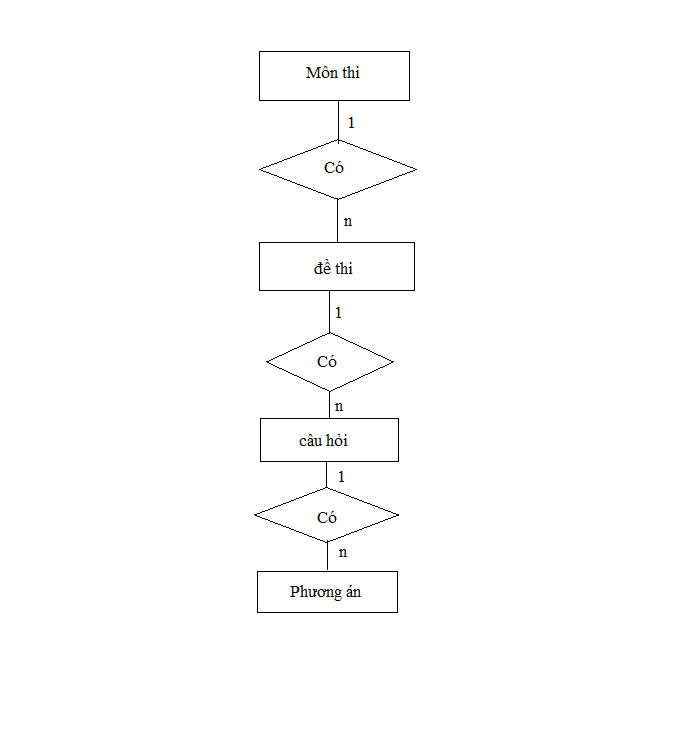 Môn thi
1
Có
n
đề thi
1
Có
n
câu hỏi
1
Có
n
Phương án